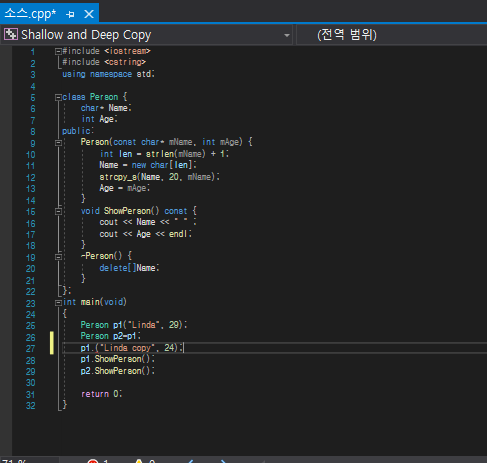 소스.cpp*
Shallow and Deep Copy
(전역 범위)
1 #include <iostream>
2 #include <cstring>
3 using namespace std;
4
5 class Person {
6 char* Name;
7 int Age;
8 public:
9 Person(const char* mName, int mAge) {
10 int len = strlen(mName) + 1;
11 Name = new char[len];
12 strcpy_s(Name, 20, mName);
13 Age = mAge;
14 }
15 void ShowPerson() const {
16 cout << Name << " " ;
17 cout << Age << endl;
18 }
19 ~Person() {
20 delete[]Name;
21 }
22 };
23 int main(void)
24 {
25 Person p1("Linda", 29);
26 Person p2=p1;
27 p1.("Linda copy", 24);
28 p1.ShowPerson();
29 p2.ShowPerson();
30
31 return 0;
32 }
71 %